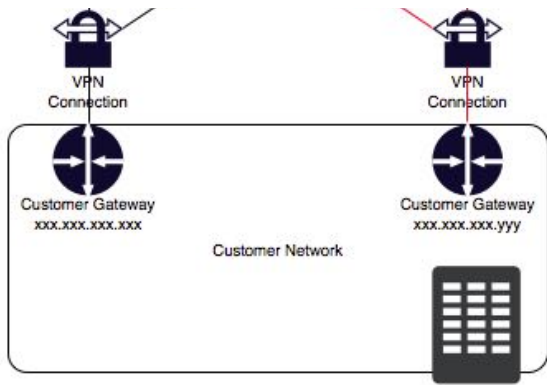 VPN
Connection
VPN
Connection
Customer Gateway
xxx.xxx.xxx.xxx
Customer Gateway
xxx.xxx.xxx.yyy
Customer Network